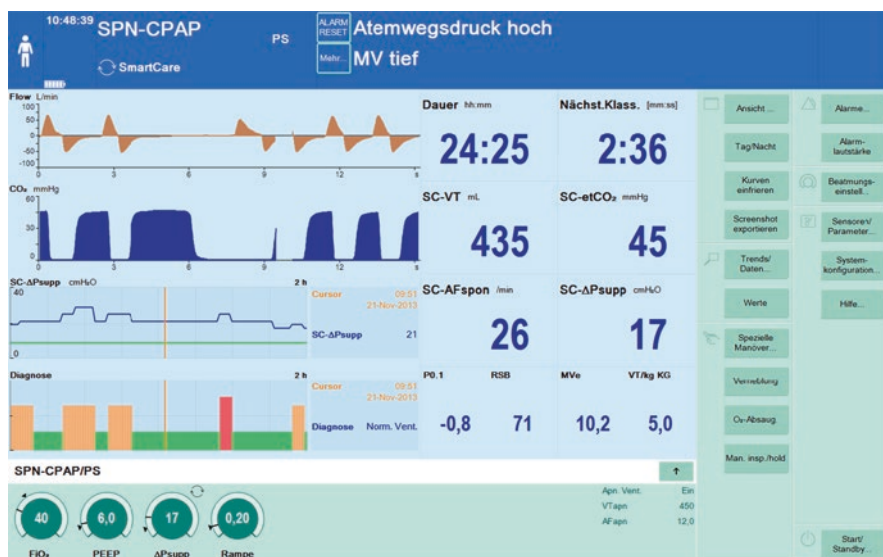 10:48:39
SPN-CPAP
PS
ALARM
RESET
Atemwegsdruck hoch
Mehr...
MV tief
SmartCare
Flow L/min
100
50
0
-50
-100
0 3 6 9 12 s
CO₂ mmHg
60
30
0
0 3 6 9 12 s
SC-ΔPsupp cmH₂O 2 h
40
0
Cursor 09:51
21-Nov-2013
SC-ΔPsupp 21
Diagnose 2 h
Cursor 09:51
21-Nov-2013
Diagnose Norm. Vent.
Dauer hh:mm
24:25
Nächst.Klass. [mm:ss]
2:36
SC-VT mL
435
SC-etCO₂ mmHg
45
SC-AFspon /min
26
SC-ΔPsupp cmH₂O
17
P0.1 RSB MVe VT/kg KG
-0,8 71 10,2 5,0
Ansicht ...
Tag/Nacht
Kurven
einfrieren
Screenshot
exportieren
Trends/
Daten...
Werte
Spezielle
Manöver...
Verneblung
O₂-Absaug.
Man. insp./hold
Alarme...
Alarm-
lautstärke
Beatmungs-
einstell...
Sensoren/
Parameter...
System-
konfiguration...
Hilfe...
Start/
Standby...
SPN-CPAP/PS
Apn. Vent. Ein
VTapn 450
AFapn 12,0
40 6,0 17 0,20
FiO₂ PEEP ΔPsupp Rampe